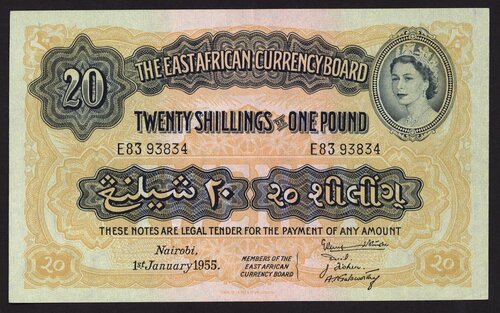 20
THE EAST AFRICAN CURRENCY BOARD
TWENTY SHILLINGS OR ONE POUND
E83 93834 E83 93834
شيلنج ٢٠
૨૦ શીલીંગ
THESE NOTES ARE LEGAL TENDER FOR THE PAYMENT OF ANY AMOUNT
Nairobi,
1st. January 1955.
MEMBERS OF THE
EAST AFRICAN
CURRENCY BOARD
20 20